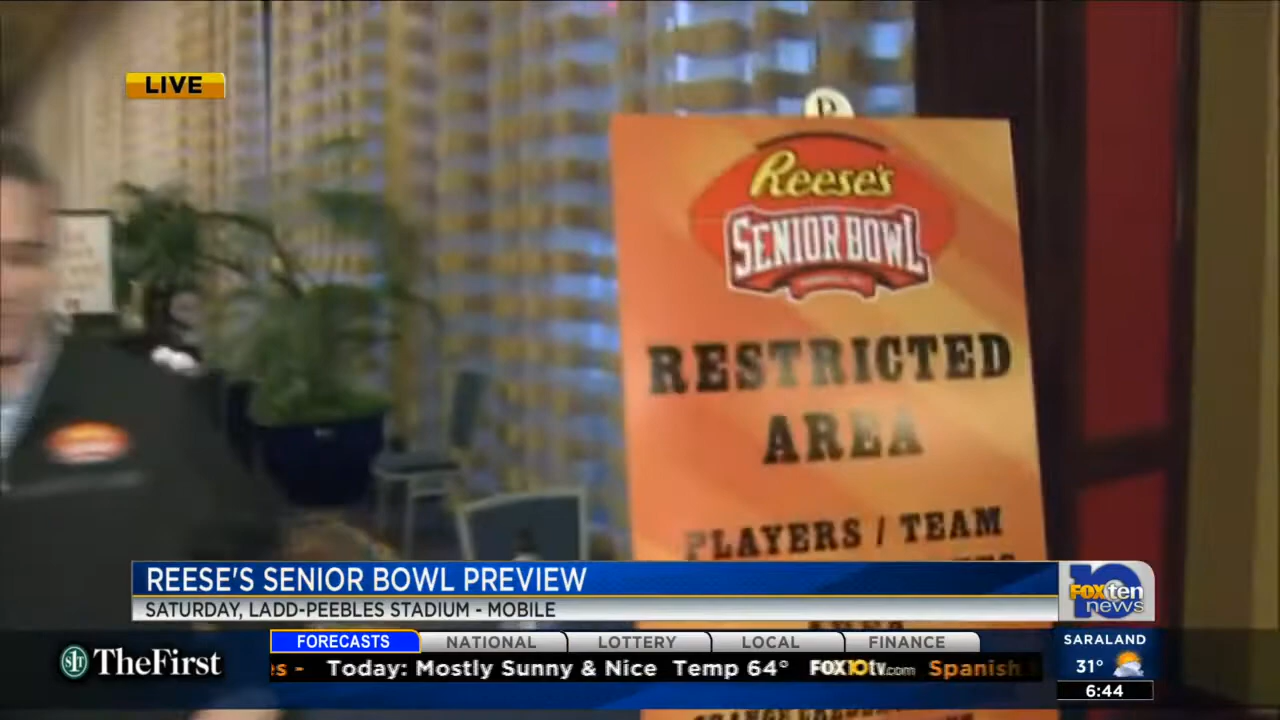 LIVE
Reese's
SENIOR BOWL
RESTRICTED
AREA
PLAYERS / TEAM
REESE'S SENIOR BOWL PREVIEW
SATURDAY, LADD-PEEBLES STADIUM - MOBILE
10
FOX ten
news
FORECASTS
NATIONAL
LOTTERY
LOCAL
FINANCE
TheFirst
Today: Mostly Sunny & Nice Temp 64° FOX10tv.com Spanish
SARALAND
31°
6:44